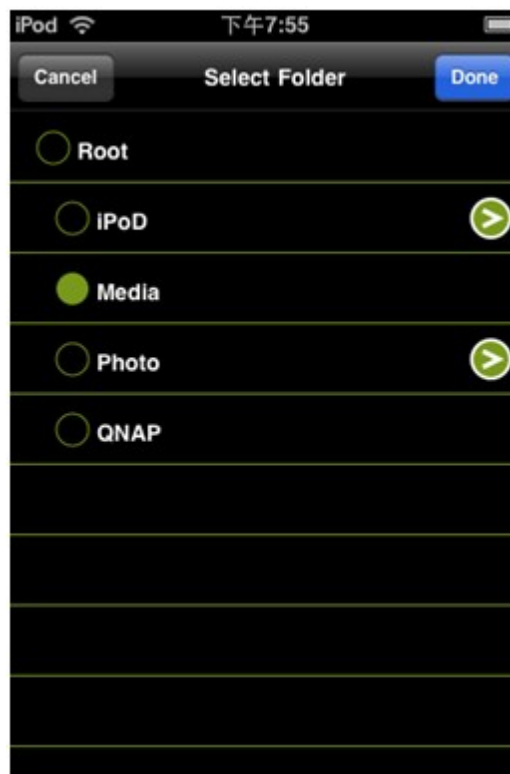 iPod 下午7:55
Cancel Select Folder Done
Root
iPoD
Media
Photo
QNAP